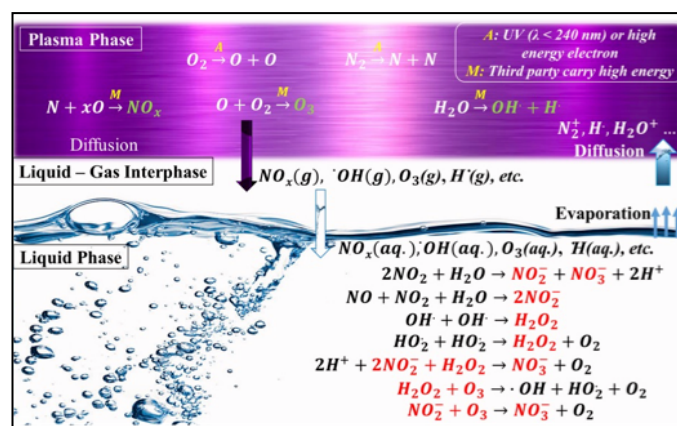 Plasma Phase
A: UV (λ < 240 nm) or high
energy electron
M: Third party carry high energy
O₂ →ᴬ O + O
N₂ →ᴬ N + N
N + xO →ᴹ NOₓ
O + O₂ →ᴹ O₃
H₂O →ᴹ OH· + H·
N₂⁺, H·, H₂O⁺ ...
Diffusion
Diffusion
Liquid – Gas Interphase
NOₓ(g), ·OH(g), O₃(g), H·(g), etc.
Evaporation
Liquid Phase
NOₓ(aq.), ·OH(aq.), O₃(aq.), ·H(aq.), etc.
2NO₂ + H₂O → NO₂⁻ + NO₃⁻ + 2H⁺
NO + NO₂ + H₂O → 2NO₂⁻
OH· + OH· → H₂O₂
HO₂· + HO₂· → H₂O₂ + O₂
2H⁺ + 2NO₂⁻ + H₂O₂ → NO₃⁻ + O₂
H₂O₂ + O₃ → ·OH + HO₂· + O₂
NO₂⁻ + O₃ → NO₃⁻ + O₂